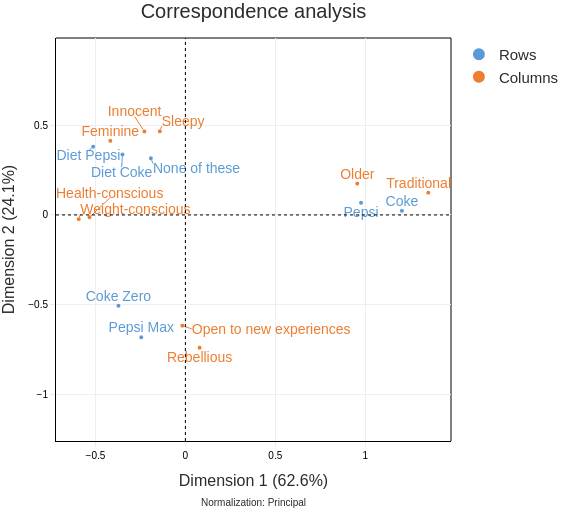 Correspondence analysis
Rows
Columns
Innocent
Sleepy
Feminine
Diet Pepsi
Diet Coke
None of these
Older
Traditional
Health-conscious
Weight-conscious
Pepsi
Coke
Coke Zero
Pepsi Max
Open to new experiences
Rebellious
0.5
0
−0.5
−1
Dimension 2 (24.1%)
−0.5
0
0.5
1
Dimension 1 (62.6%)
Normalization: Principal